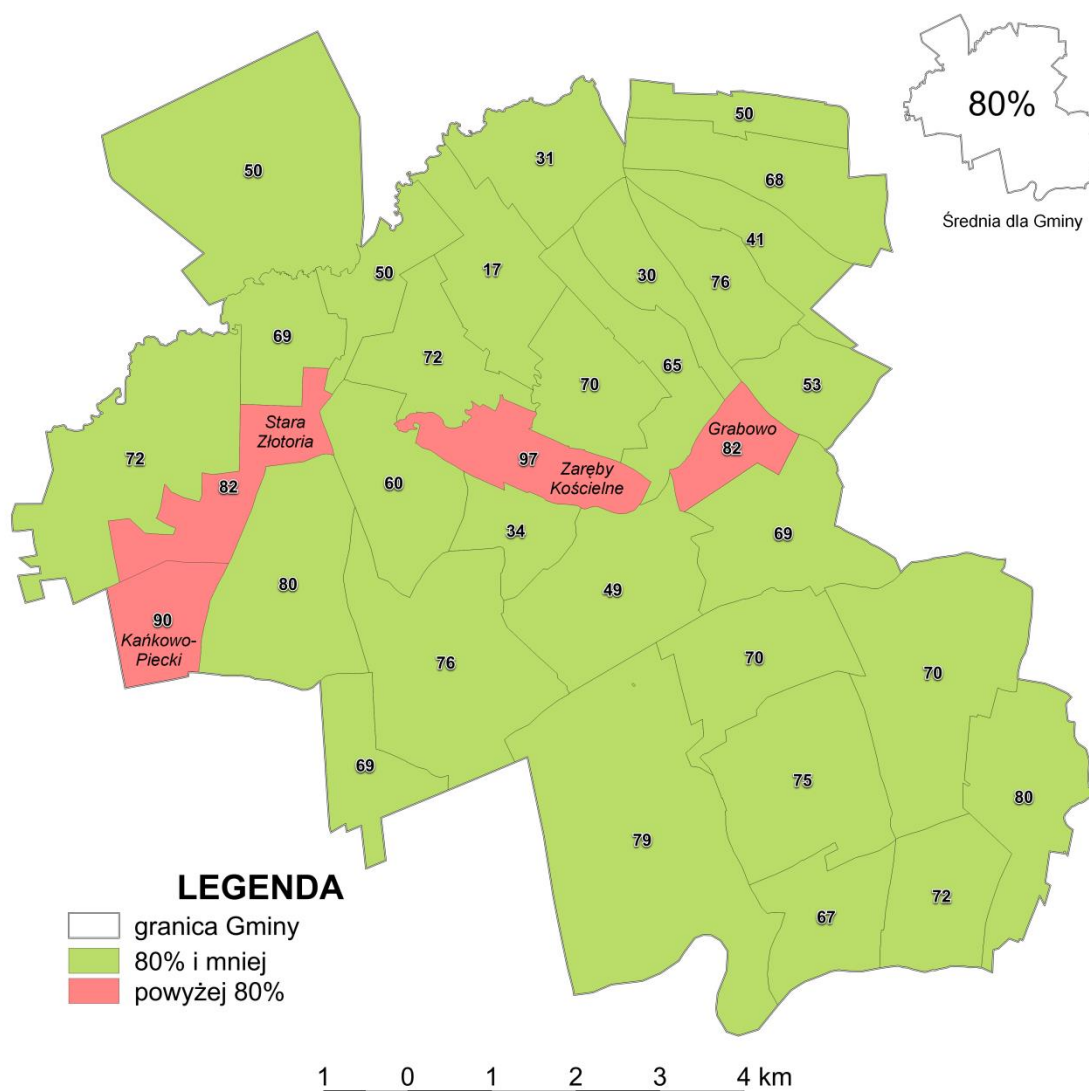 80%
Średnia dla Gminy
50
50
31
68
41
50
17
30
76
69
72
70
65
53
Stara
Złotoria
Grabowo
82
72
82
60
97
Zaręby
Kościelne
34
69
80
49
90
Kańkowo-
Piecki
76
70
70
69
75
80
79
67
72
LEGENDA
granica Gminy
80% i mniej
powyżej 80%
1 0 1 2 3 4 km